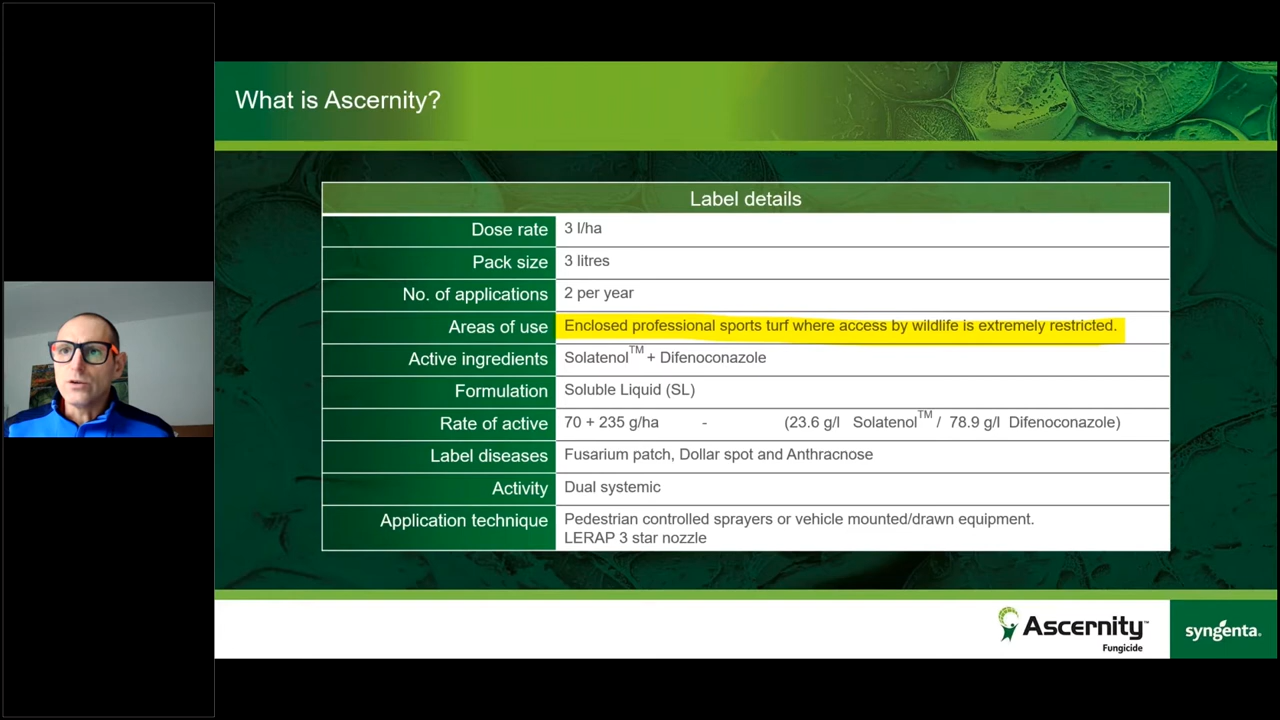 What is Ascernity?
Label details
Dose rate 3 l/ha
Pack size 3 litres
No. of applications 2 per year
Areas of use Enclosed professional sports turf where access by wildlife is extremely restricted.
Active ingredients Solatenol™ + Difenoconazole
Formulation Soluble Liquid (SL)
Rate of active 70 + 235 g/ha - (23.6 g/l Solatenol™ / 78.9 g/l Difenoconazole)
Label diseases Fusarium patch, Dollar spot and Anthracnose
Activity Dual systemic
Application technique Pedestrian controlled sprayers or vehicle mounted/drawn equipment.
LERAP 3 star nozzle
Ascernity™
Fungicide
syngenta.